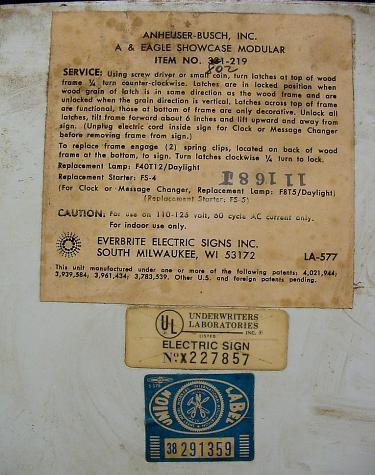 ANHEUSER-BUSCH, INC.
A & EAGLE SHOWCASE MODULAR
ITEM NO. 381-219
802
SERVICE: Using screw driver or small coin, turn latches at top of wood
frame ¼ turn counter-clockwise. Latches are in locked position when
wood grain of latch is in same direction as the wood frame and are
unlocked when the grain direction is vertical. Latches across top of frame
are functional, those at bottom of frame are only decorative. Unlock all
latches, tilt frame forward about 6 inches and lift upward and away from
sign. (Unplug electric cord inside sign for Clock or Message Changer
before removing frame from sign.)
To replace frame engage (2) spring clips, located on back of wood
frame at the bottom, to sign. Turn latches clockwise ¼ turn to lock.
Replacement Lamp: F40T12/Daylight
Replacement Starter: FS-4
11168
(For Clock or Message Changer, Replacement Lamp: F8T5/Daylight)
(Replacement Starter: FS-5)
CAUTION: For use on 110-125 volt, 60 cycle AC current only.
For indoor use only.
EVERBRITE ELECTRIC SIGNS INC.
SOUTH MILWAUKEE, WI 53172 LA-577
This unit manufactured under one or more of the following patents: 4,021,944;
3,939,584; 3,961,434; 3,783,539. Other U.S. and foreign patents pending.
UL UNDERWRITERS
LABORATORIES
INC. ®
LISTED
ELECTRIC SIGN
No X227857
UNION LABEL
38 291359